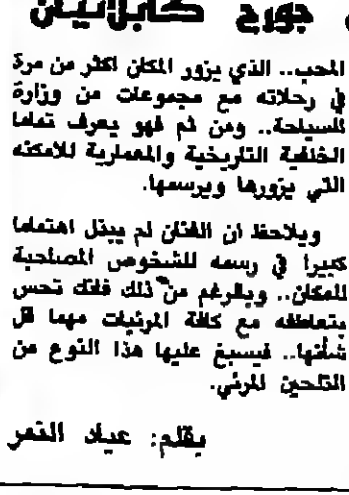 جورج كابلانيان
المحب.. الذي يزور المكان اكثر من مرة
في رحلاته مع مجموعات من وزارة
السياحة.. ومن ثم فهو يعرف تماما
الخلفية التاريخية والمعمارية للامكنه
التي يزورها ويرسمها.
ويلاحظ ان الفنان لم يبذل اهتماما
كبيرا في رسمه للشخوص المصاحبة
للمكان.. وبالرغم من ذلك فانك تحس
بتعاطفه مع كافة المرئيات مهما قل
شأنها.. فيسبغ عليها هذا النوع من
التلحين المرئي.
بقلم: عياد النمر